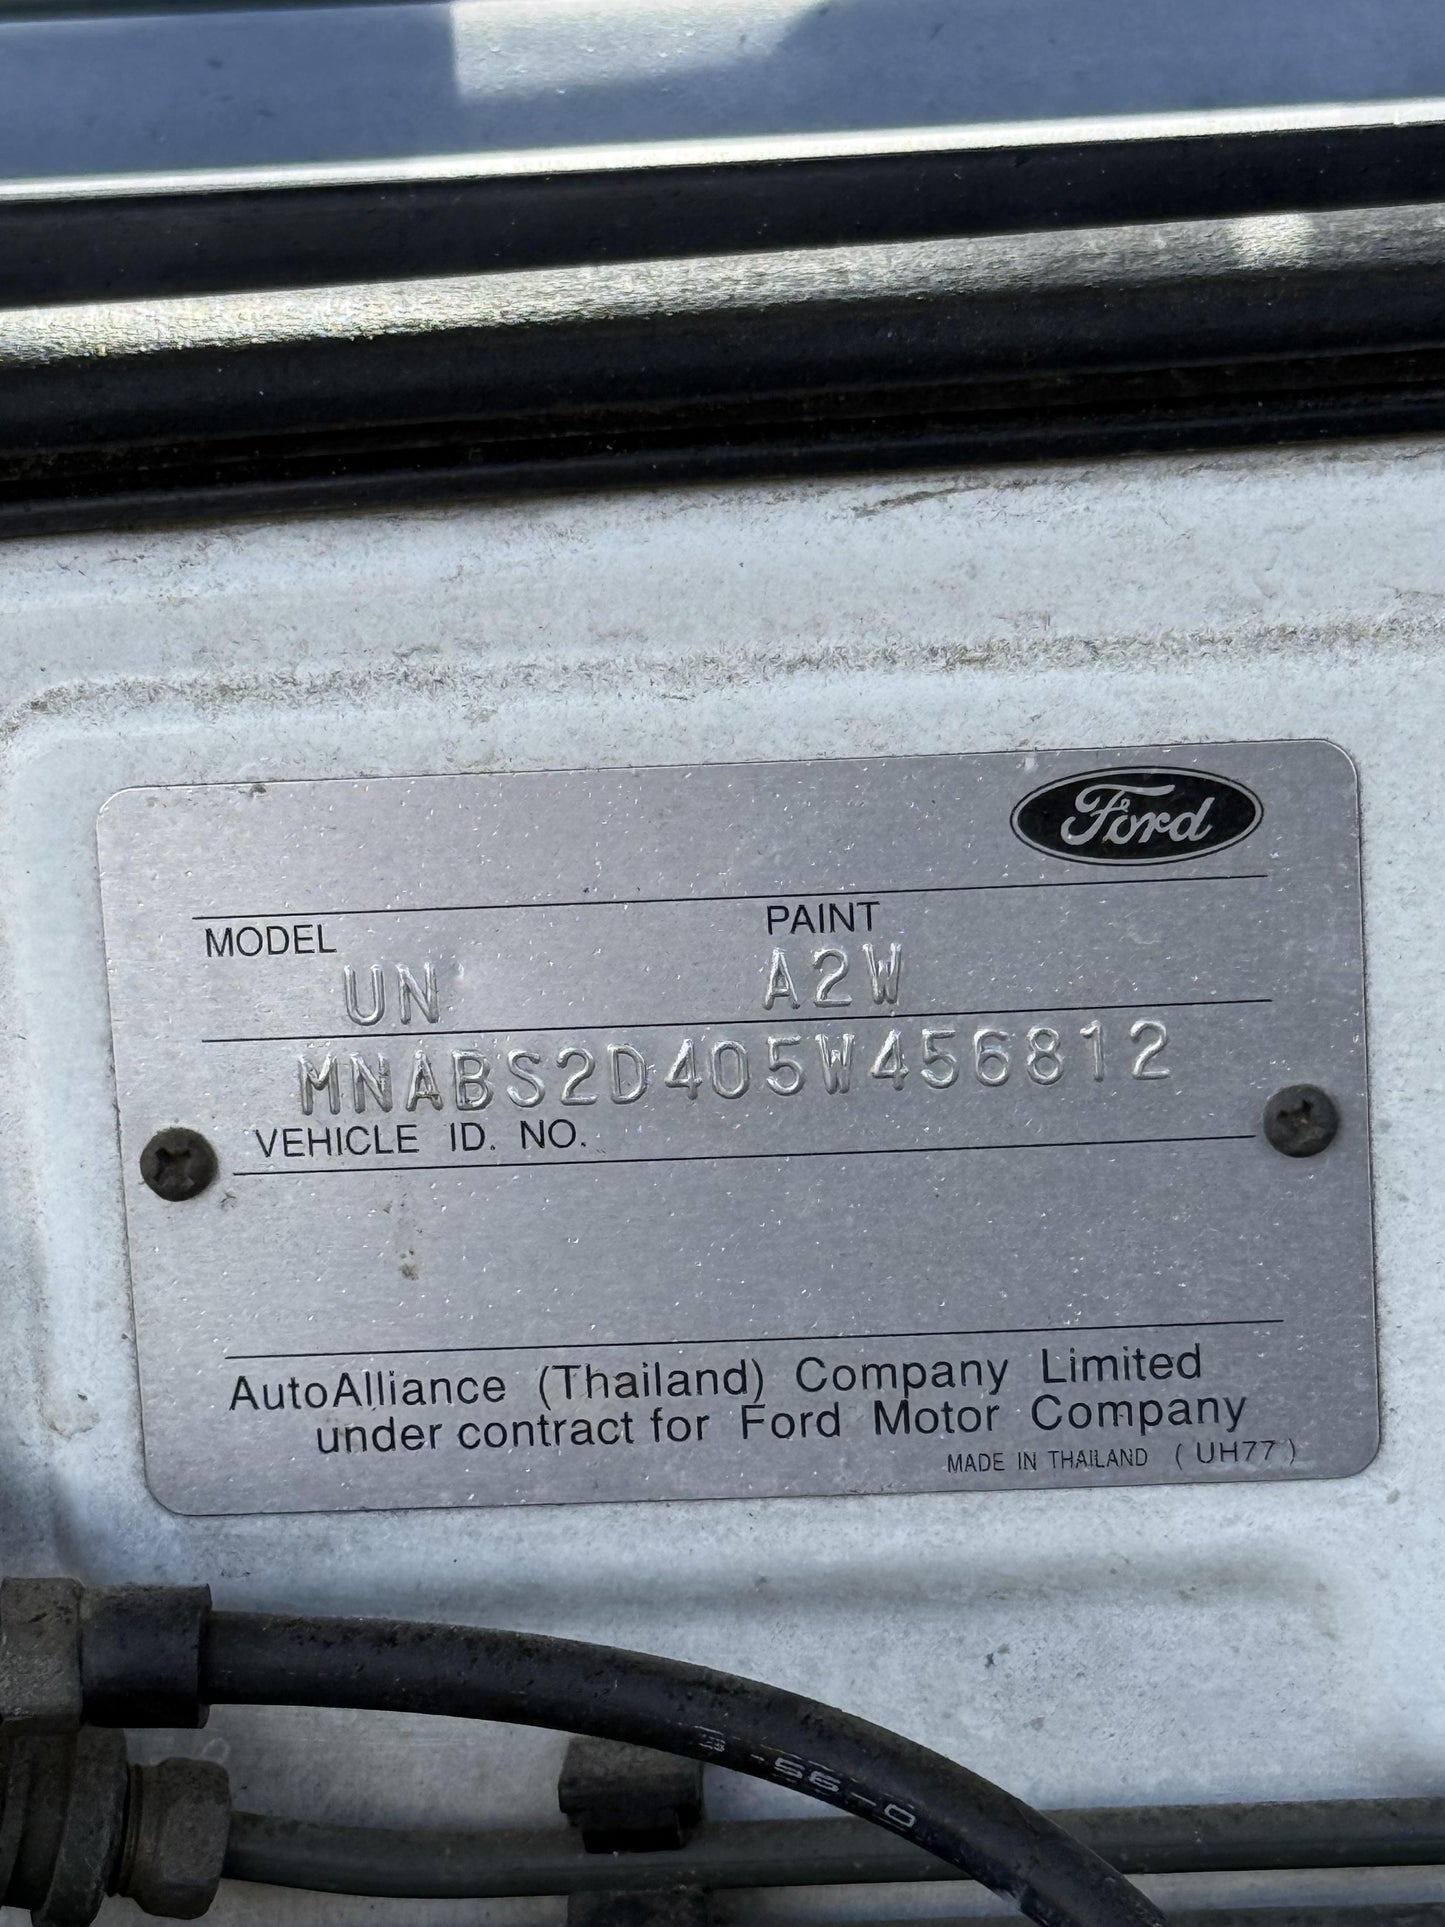 Ford
MODEL PAINT
UN A2W
MNABS2D405W456812
VEHICLE ID. NO.
AutoAlliance (Thailand) Company Limited
under contract for Ford Motor Company
MADE IN THAILAND (UH77)